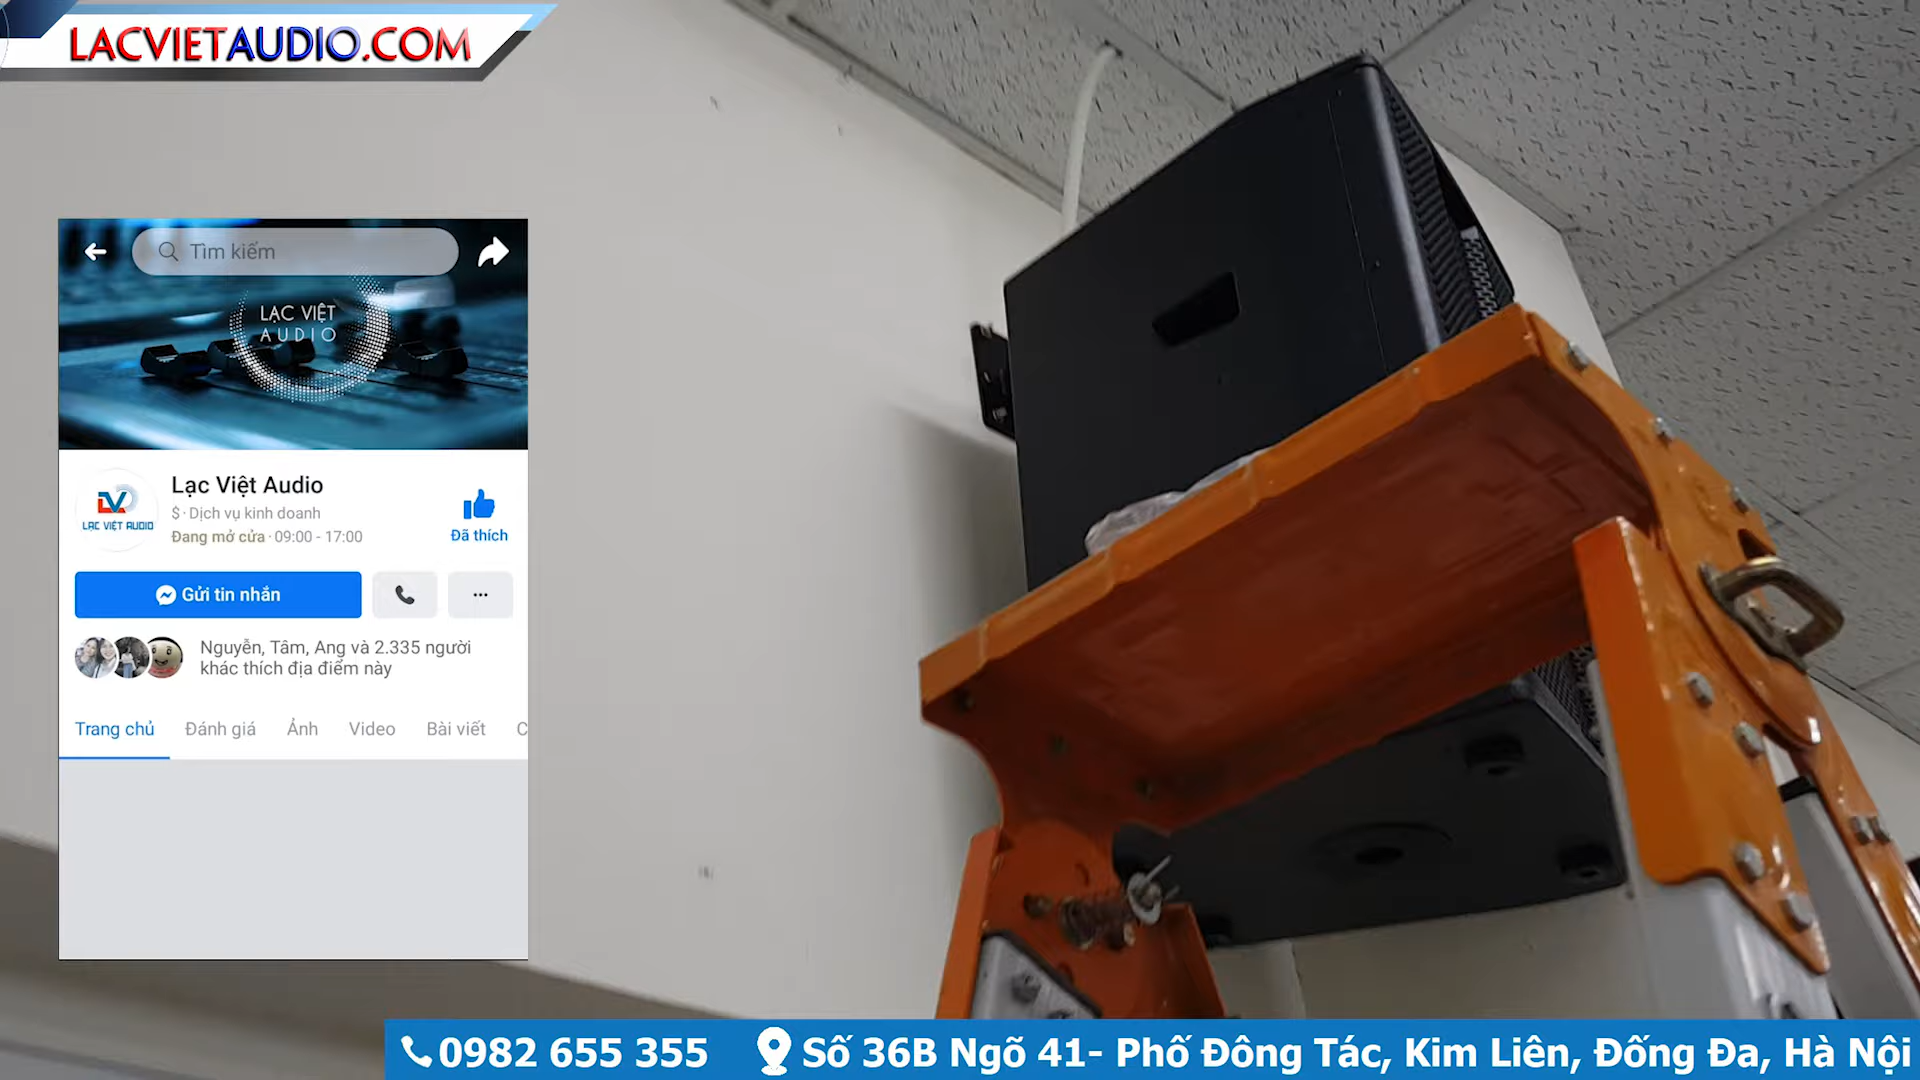 LACVIETAUDIO.COM
Tìm kiếm
LẠC VIỆT
AUDIO
Lạc Việt Audio
LẠC VIỆT AUDIO
$ · Dịch vụ kinh doanh
Đang mở cửa · 09:00 - 17:00
Đã thích
Gửi tin nhắn
Nguyễn, Tâm, Ang và 2.335 người
khác thích địa điểm này
Trang chủ Đánh giá Ảnh Video Bài viết C
0982 655 355 Số 36B Ngõ 41- Phố Đông Tác, Kim Liên, Đống Đa, Hà Nội